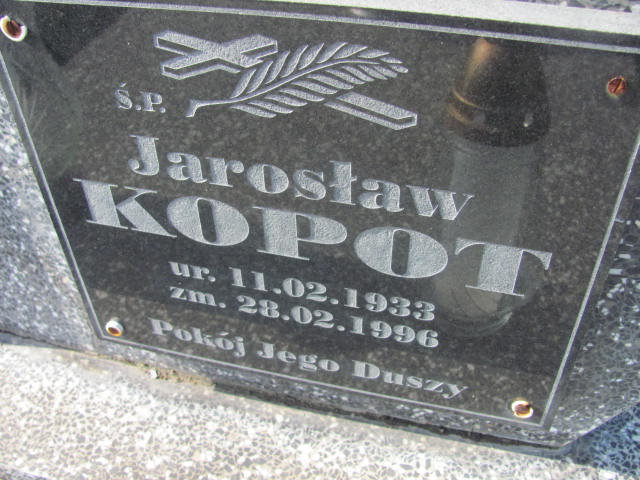 Ś.P.
Jarosław
KOPOT
ur. 11.02.1933
zm. 28.02.1996
Pokój Jego Duszy